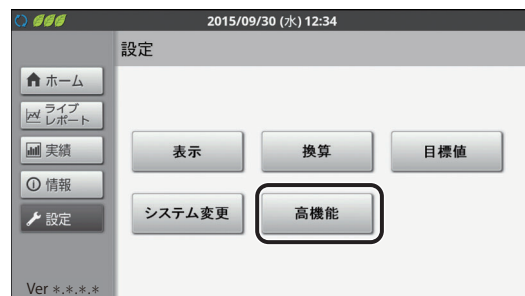 2015/09/30 (水) 12:34
設定
ホーム
ライブ
レポート
実績
情報
設定
表示
換算
目標値
システム変更
高機能
Ver *.*.*.*